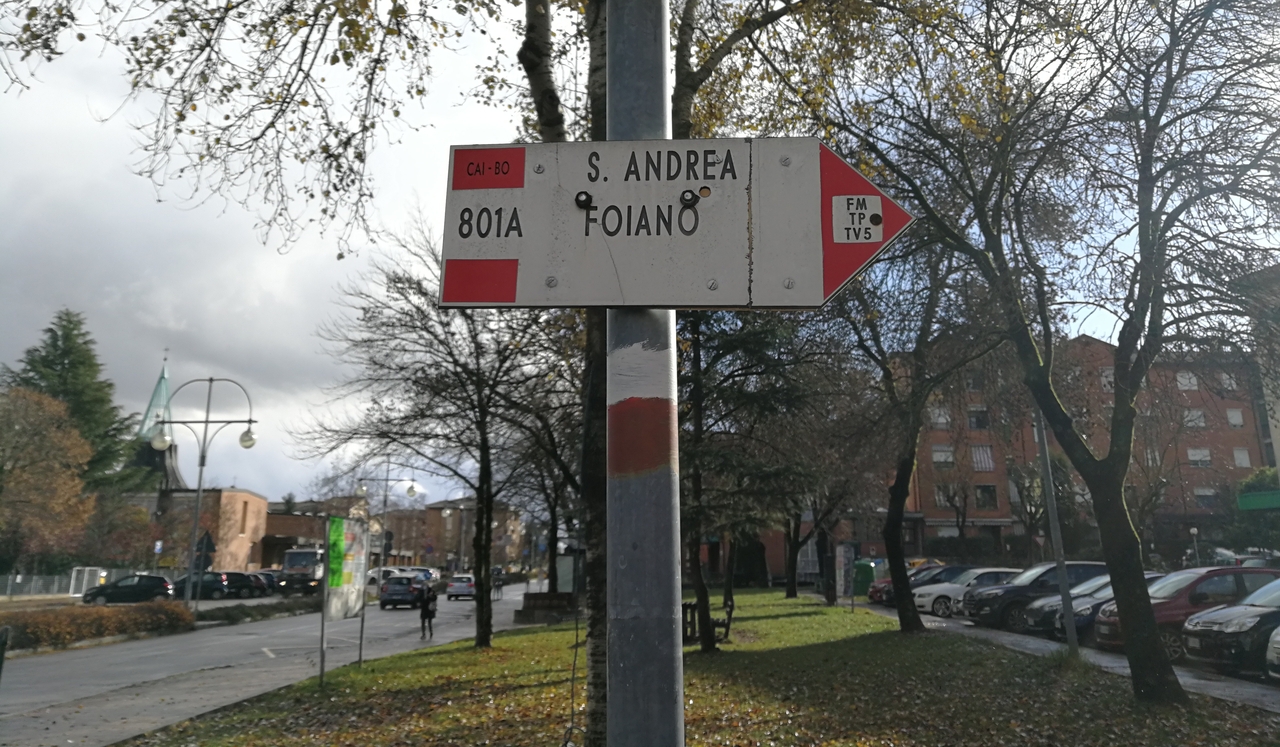 CAI-BO
801A
S. ANDREA
FOIANO
FM
TP
TV5